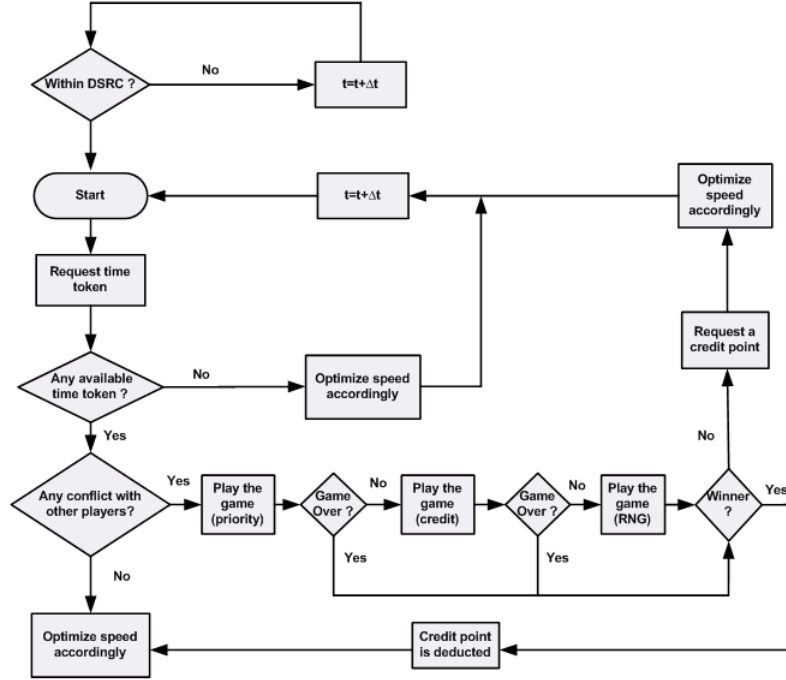 Within DSRC ?
No
t=t+Δt
Start
t=t+Δt
Optimize
speed
accordingly
Request time
token
Request a
credit point
Any available
time token ?
No
Optimize speed
accordingly
Yes
No
Any conflict with
other players?
Yes
Play the
game
(priority)
Game
Over ?
No
Play the
game
(credit)
Game
Over ?
No
Play the
game
(RNG)
Winner
?
Yes
Yes
Yes
No
Optimize speed
accordingly
Credit point
is deducted